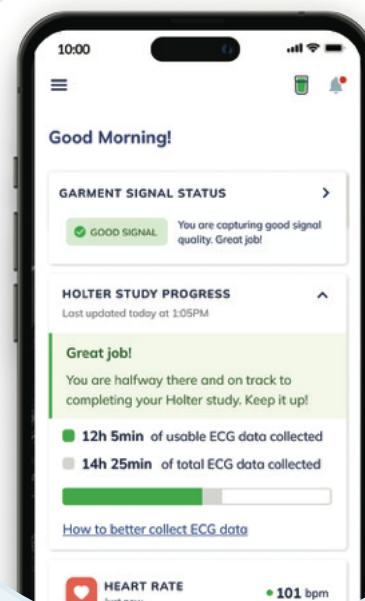 10:00
Good Morning!
GARMENT SIGNAL STATUS
GOOD SIGNAL
You are capturing good signal
quality. Great job!
HOLTER STUDY PROGRESS
Last updated today at 1:05PM
Great job!
You are halfway there and on track to
completing your Holter study. Keep it up!
12h 5min of usable ECG data collected
14h 25min of total ECG data collected
How to better collect ECG data
HEART RATE
101 bpm
Just now